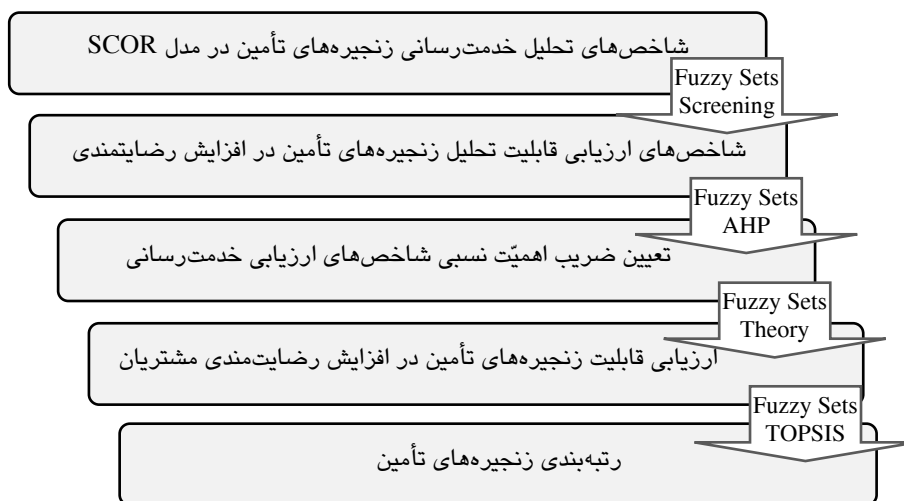 شاخص‌های تحلیل خدمت‌رسانی زنجیره‌های تأمین در مدل SCOR
Fuzzy Sets
Screening
شاخص‌های ارزیابی قابلیت تحلیل زنجیره‌های تأمین در افزایش رضایتمندی
Fuzzy Sets
AHP
تعیین ضریب اهمیّت نسبی شاخص‌های ارزیابی خدمت‌رسانی
Fuzzy Sets
Theory
ارزیابی قابلیت زنجیره‌های تأمین در افزایش رضایت‌مندی مشتریان
Fuzzy Sets
TOPSIS
رتبه‌بندی زنجیره‌های تأمین